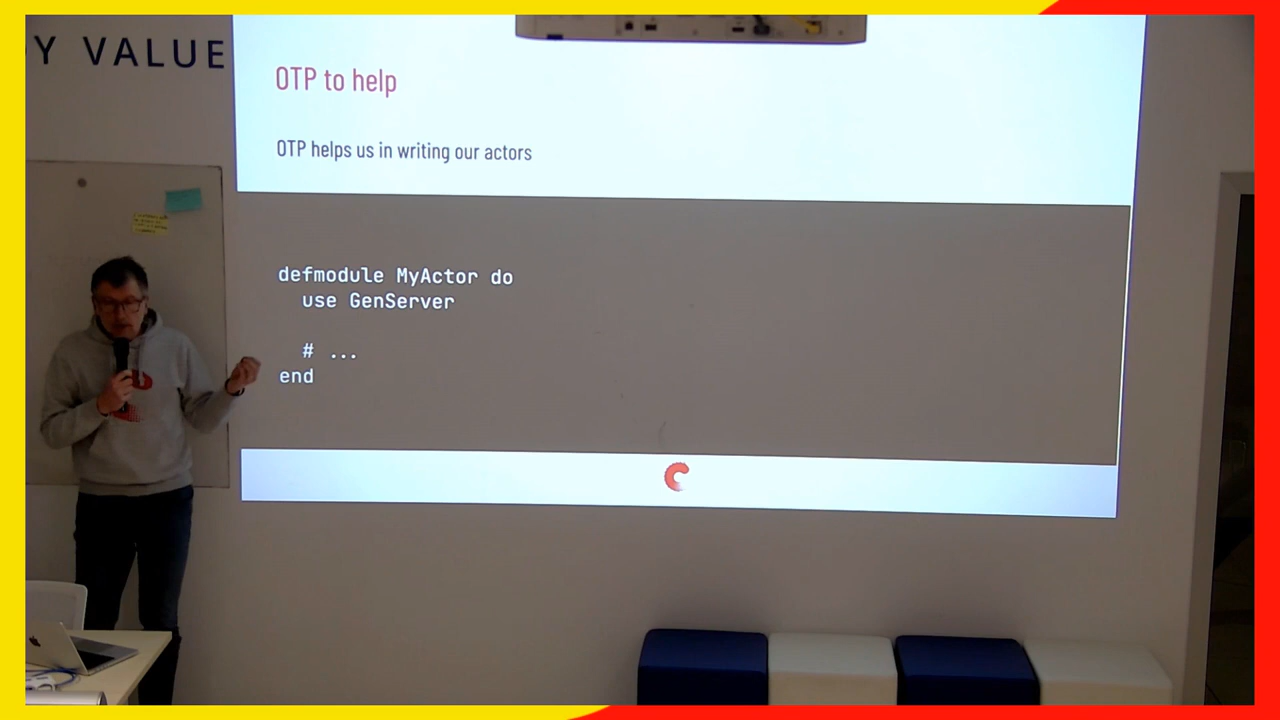 Y VALUE
OTP to help
OTP helps us in writing our actors
defmodule MyActor do
  use GenServer

  # ...
end